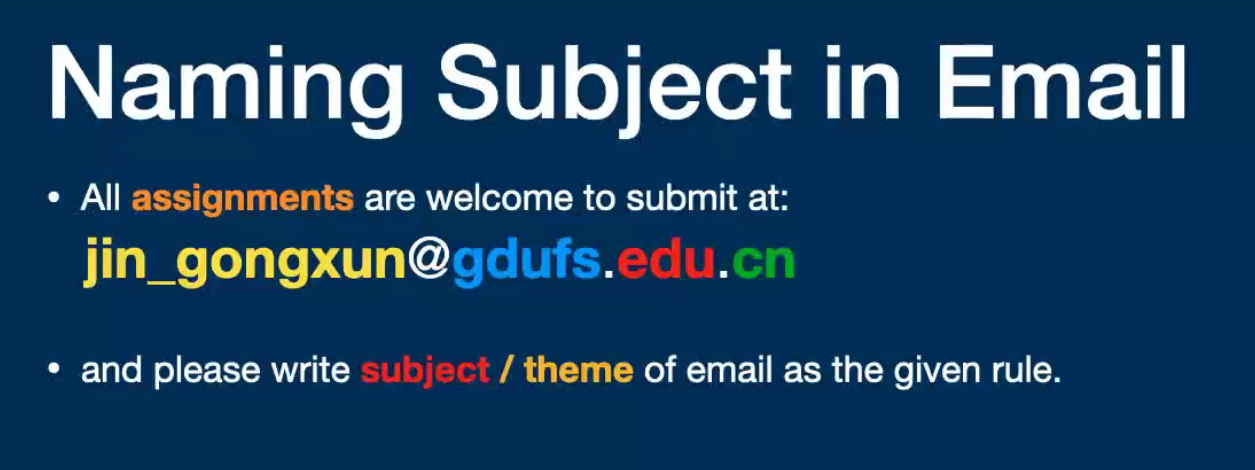 Naming Subject in Email
• All assignments are welcome to submit at:
jin_gongxun@gdufs.edu.cn
• and please write subject / theme of email as the given rule.